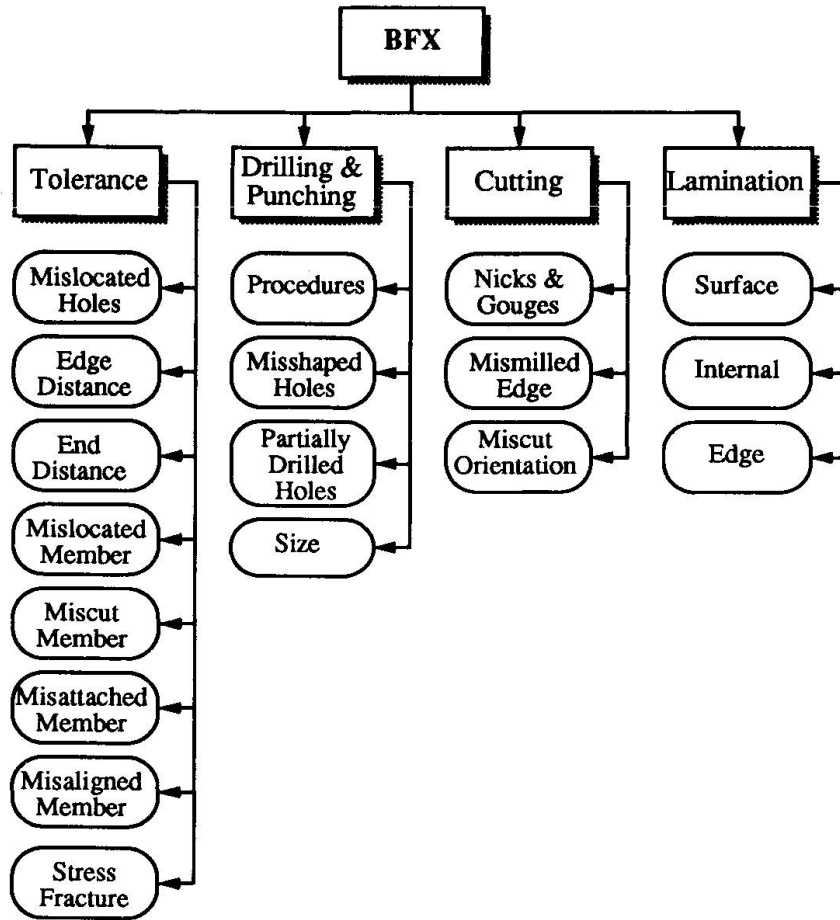 BFX
Tolerance
Mislocated
Holes
Edge
Distance
End
Distance
Mislocated
Member
Miscut
Member
Misattached
Member
Misaligned
Member
Stress
Fracture
Drilling &
Punching
Procedures
Misshaped
Holes
Partially
Drilled
Holes
Size
Cutting
Nicks &
Gouges
Mismilled
Edge
Miscut
Orientation
Lamination
Surface
Internal
Edge